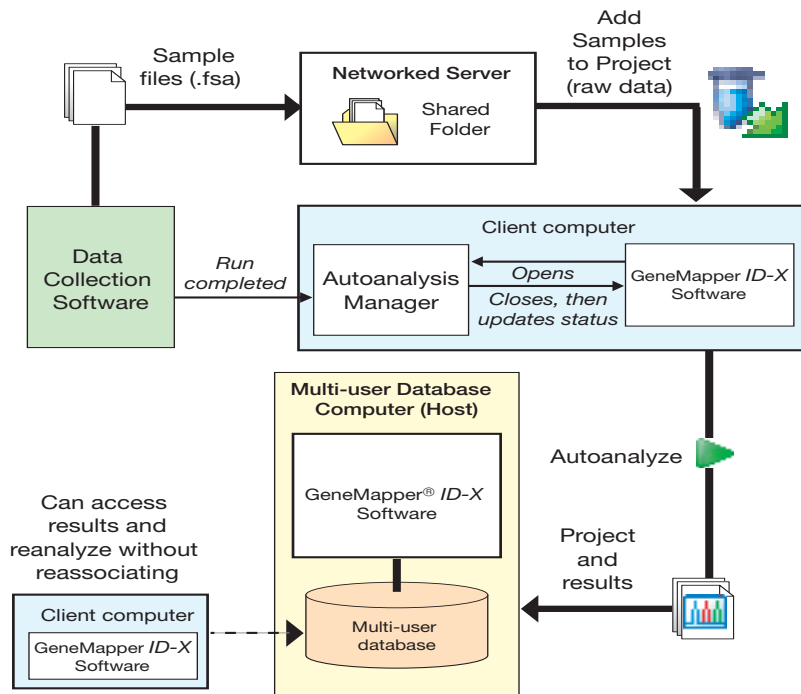 Sample
files (.fsa)
Networked Server
Shared
Folder
Add
Samples
to Project
(raw data)
Data
Collection
Software
Run
completed
Client computer
Autoanalysis
Manager
Opens
Closes, then
updates status
GeneMapper ID-X
Software
Multi-user Database
Computer (Host)
GeneMapper® ID-X
Software
Multi-user
database
Autoanalyze
Project
and
results
Can access
results and
reanalyze without
reassociating
Client computer
GeneMapper ID-X
Software